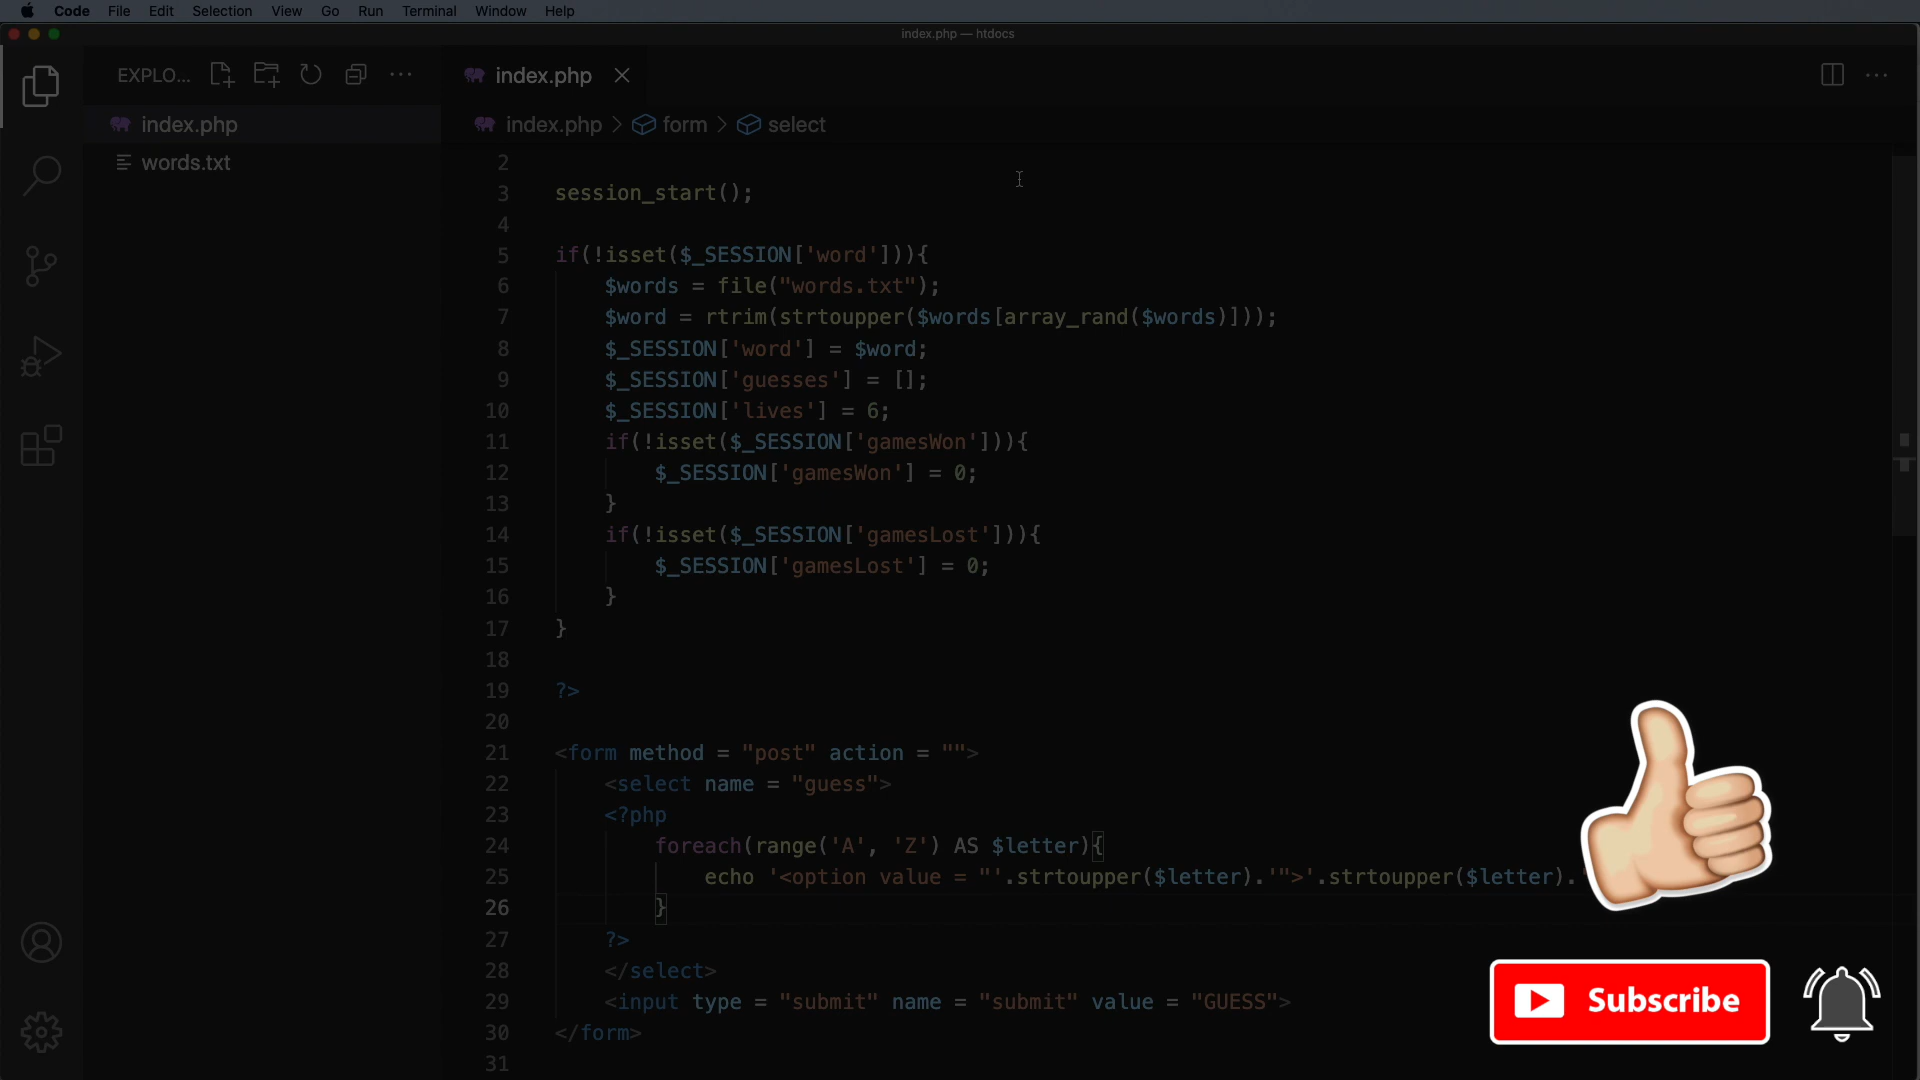 Code File Edit Selection View Go Run Terminal Window Help
index.php — htdocs
EXPLO...
index.php
words.txt
index.php
index.php > form > select
2
3 session_start();
4
5 if(!isset($_SESSION['word'])){
6 $words = file("words.txt");
7 $word = rtrim(strtoupper($words[array_rand($words)]));
8 $_SESSION['word'] = $word;
9 $_SESSION['guesses'] = [];
10 $_SESSION['lives'] = 6;
11 if(!isset($_SESSION['gamesWon'])){
12 $_SESSION['gamesWon'] = 0;
13 }
14 if(!isset($_SESSION['gamesLost'])){
15 $_SESSION['gamesLost'] = 0;
16 }
17 }
18
19 ?>
20
21 <form method = "post" action = "">
22 <select name = "guess">
23 <?php
24 foreach(range('A', 'Z') AS $letter){
25 echo '<option value = "'.strtoupper($letter).'">'.strtoupper($letter).
26 }
27 ?>
28 </select>
29 <input type = "submit" name = "submit" value = "GUESS">
30 </form>
31
Subscribe